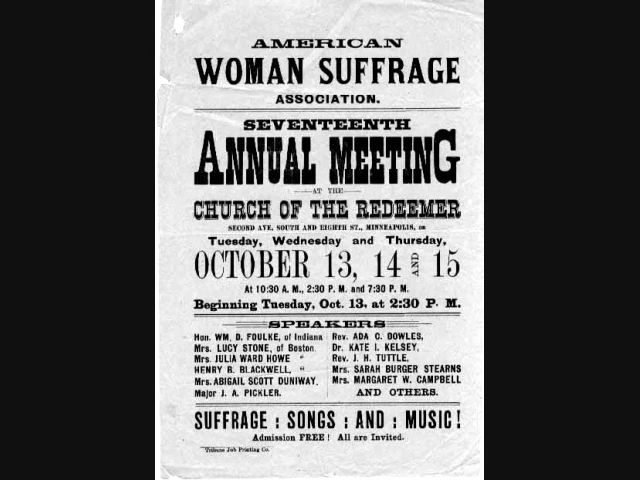 AMERICAN
WOMAN SUFFRAGE
ASSOCIATION.
SEVENTEENTH
ANNUAL MEETING
AT THE
CHURCH OF THE REDEEMER
SECOND AVE. SOUTH AND EIGHTH ST., MINNEAPOLIS, on
Tuesday, Wednesday and Thursday,
OCTOBER 13, 14 AND 15
At 10:30 A. M., 2:30 P. M. and 7:30 P. M.
Beginning Tuesday, Oct. 13, at 2:30 P. M.
SPEAKERS
Hon. WM. D. FOULKE, of Indiana
Mrs. LUCY STONE, of Boston
Mrs. JULIA WARD HOWE "
HENRY B. BLACKWELL, "
Mrs. ABIGAIL SCOTT DUNIWAY,
Major J. A. PICKLER.
Rev. ADA C. BOWLES,
Dr. KATE I. KELSEY,
Rev. J. H. TUTTLE,
Mrs. SARAH BURGER STEARNS
Mrs. MARGARET W. CAMPBELL
AND OTHERS.
SUFFRAGE : SONGS : AND : MUSIC!
Admission FREE! All are Invited.
Tribune Job Printing Co.